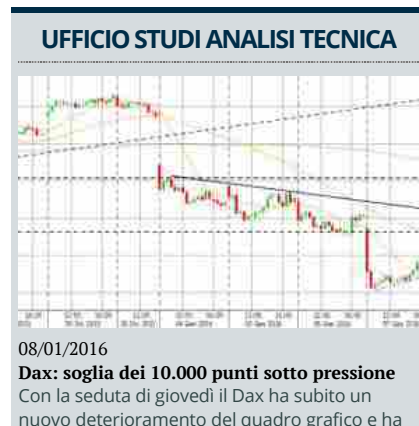 UFFICIO STUDI ANALISI TECNICA
08/01/2016
Dax: soglia dei 10.000 punti sotto pressione
Con la seduta di giovedì il Dax ha subito un
nuovo deterioramento del quadro grafico e ha